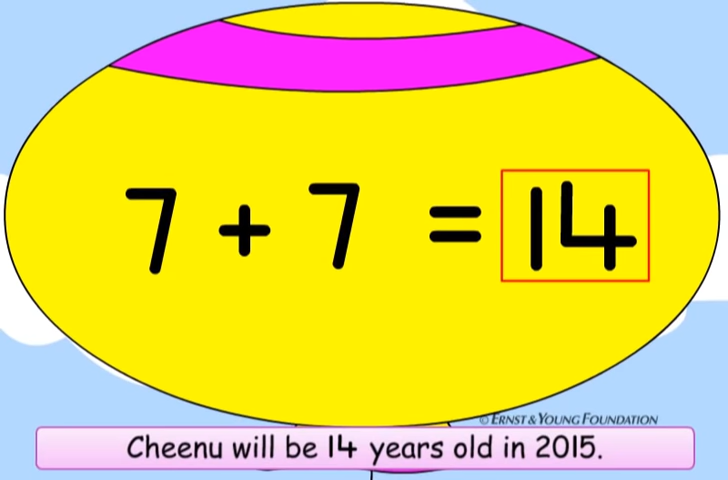 7 + 7 = 14
© ERNST & YOUNG FOUNDATION
Cheenu will be 14 years old in 2015.